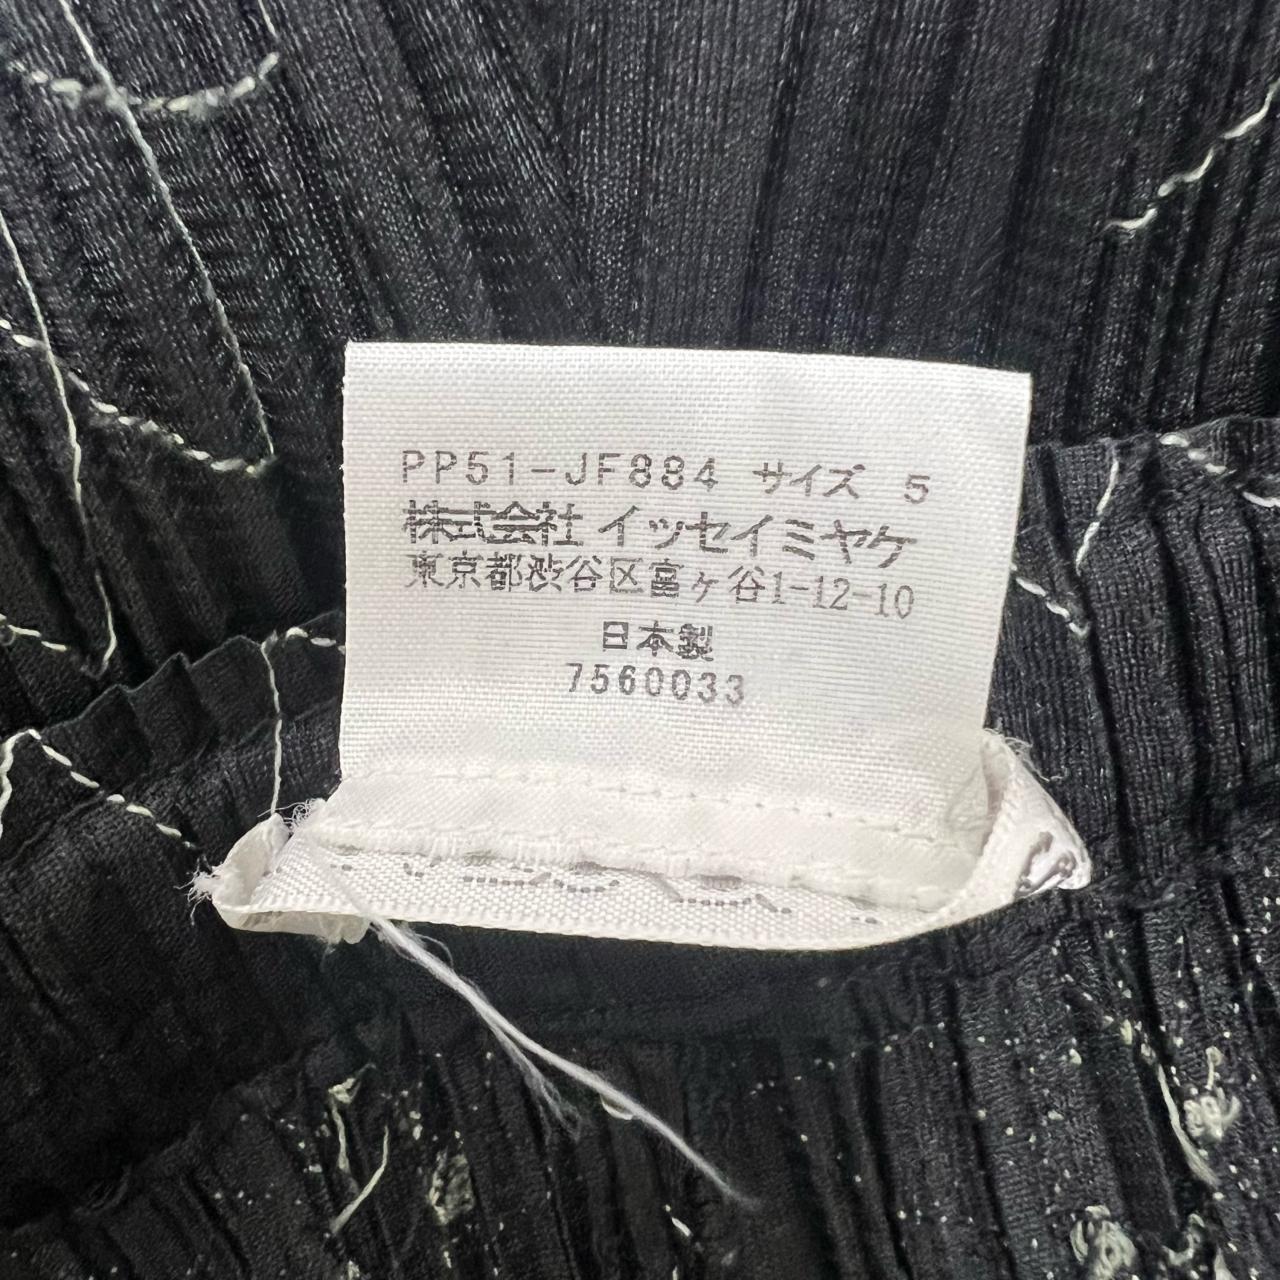 PP51-JF884 サイズ 5
株式会社 イッセイミヤケ
東京都渋谷区富ヶ谷1-12-10
日本製
7560033